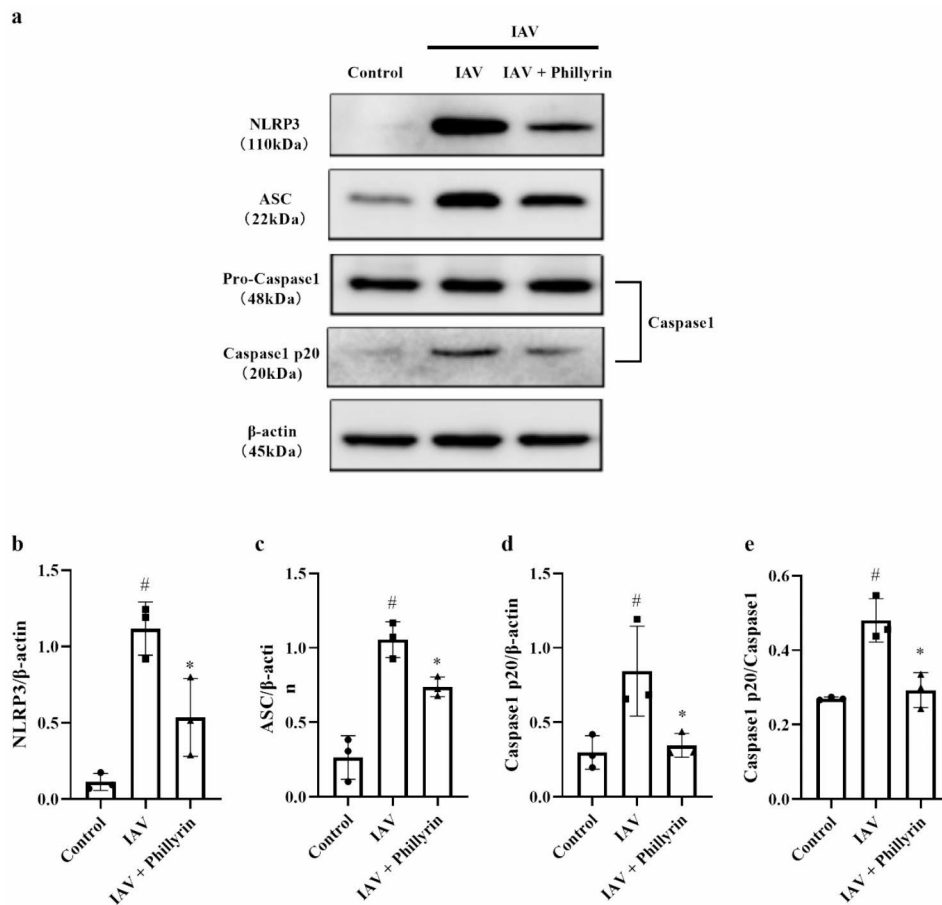 a
IAV
Control IAV IAV + Phillyrin
NLRP3
（110kDa）
ASC
（22kDa）
Pro-Caspase1
（48kDa）
Caspase1
Caspase1 p20
（20kDa）
β-actin
（45kDa）
b
NLRP3/β-actin
1.5
1.0
0.5
0.0
#
*
Control
IAV
IAV + Phillyrin
c
ASC/β-acti
n
1.5
1.0
0.5
0.0
#
*
Control
IAV
IAV + Phillyrin
d
Caspase1 p20/β-actin
1.5
1.0
0.5
0.0
#
*
Control
IAV
IAV + Phillyrin
e
Caspase1 p20/Caspase1
0.6
0.4
0.2
0.0
#
*
Control
IAV
IAV + Phillyrin